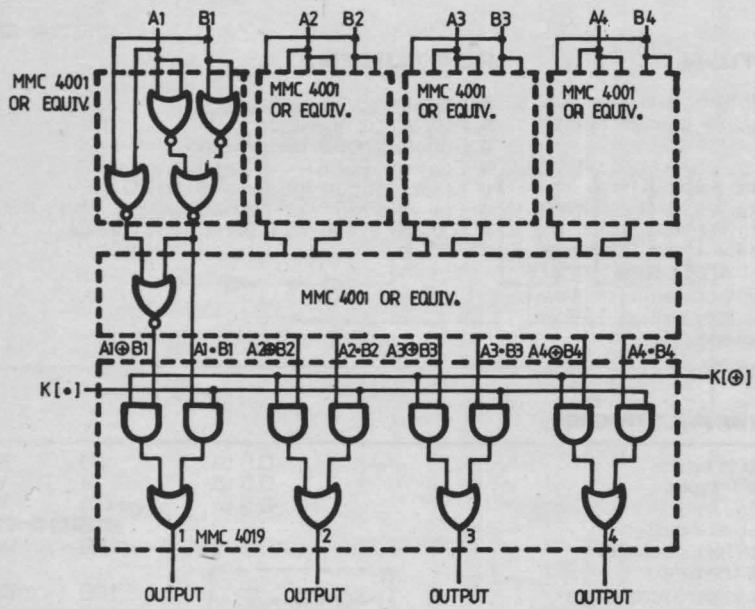 A1 B1 A2 B2 A3 B3 A4 B4
MMC 4001
OR EQUIV.
MMC 4001
OR EQUIV.
MMC 4001
OR EQUIV.
MMC 4001
OR EQUIV.
MMC 4001 OR EQUIV.
A1⊕B1 A1•B1 A2⊕B2 A2•B2 A3⊕B3 A3•B3 A4⊕B4 A4•B4
K[⊕]
K[•]
1 MMC 4019 2 3 4
OUTPUT OUTPUT OUTPUT OUTPUT